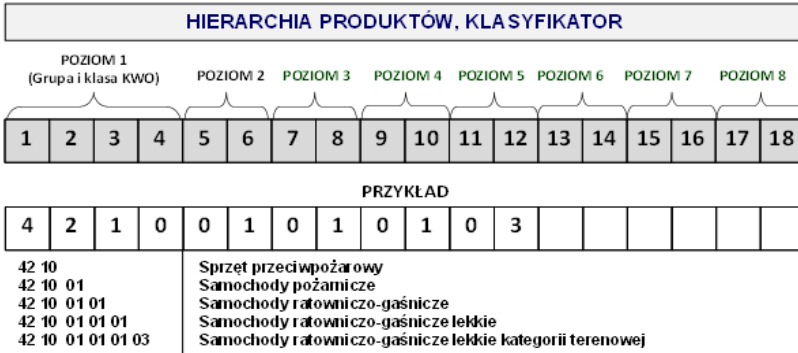 HIERARCHIA PRODUKTÓW, KLASYFIKATOR
POZIOM 1
(Grupa i klasa KWO)
POZIOM 2 POZIOM 3 POZIOM 4 POZIOM 5 POZIOM 6 POZIOM 7 POZIOM 8
1 2 3 4 5 6 7 8 9 10 11 12 13 14 15 16 17 18
PRZYKŁAD
4 2 1 0 0 1 0 1 0 1 0 3
42 10 Sprzęt przeciwpożarowy
42 10 01 Samochody pożarnicze
42 10 01 01 Samochody ratowniczo-gaśnicze
42 10 01 01 01 Samochody ratowniczo-gaśnicze lekkie
42 10 01 01 01 03 Samochody ratowniczo-gaśnicze lekkie kategorii terenowej